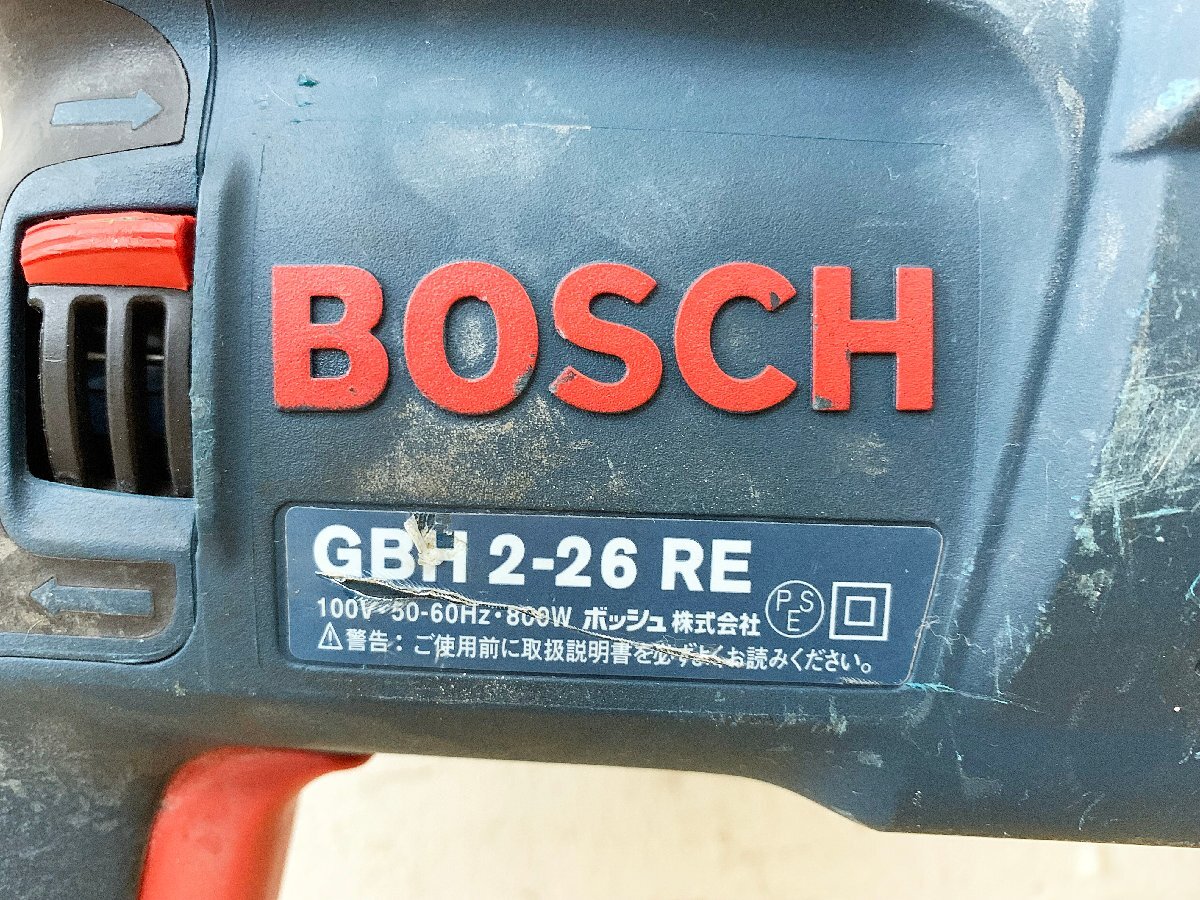 BOSCH
GBH 2-26 RE
100V~50-60Hz・800W ボッシュ株式会社 PSE
⚠警告：ご使用前に取扱説明書を必ずよくお読みください。